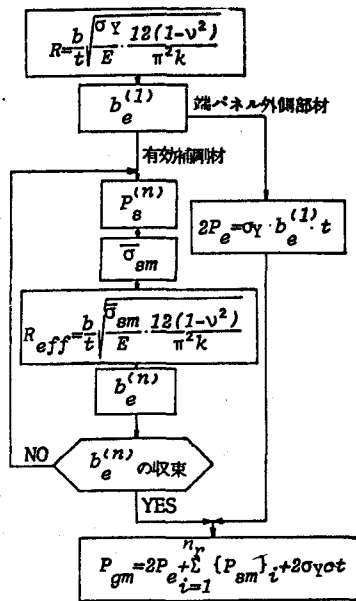 R=b/t√(σY/E・12(1-ν²)/π²k)
b_e^(1)
端パネル外側部材
有効補剛材
P_s^(n)
2P_e=σY・b_e^(1)・t
σ̄_sm
R_eff=b/t√(σ̄_sm/E・12(1-ν²)/π²k)
b_e^(n)
NO
b_e^(n)の収束
YES
P_gm=2P_e+Σ_{i=1}^{n_r}{P_sm}_i+2σY ct